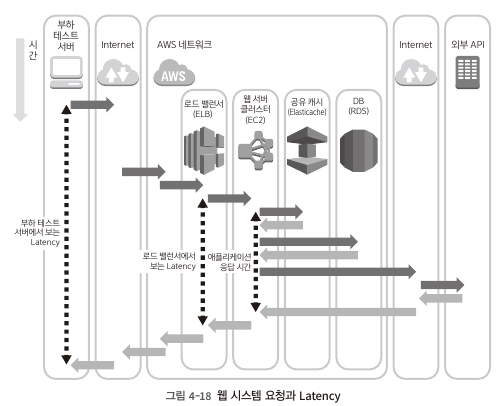 시
간
부하
테스트
서버
Internet
AWS 네트워크
AWS
로드 밸런서
(ELB)
웹 서버
클러스터
(EC2)
공유 캐시
(Elasticache)
DB
(RDS)
Internet
외부 API
부하 테스트
서버에서 보는
Latency
로드 밸런서에서
보는 Latency
애플리케이션
응답 시간
그림 4-18 웹 시스템 요청과 Latency